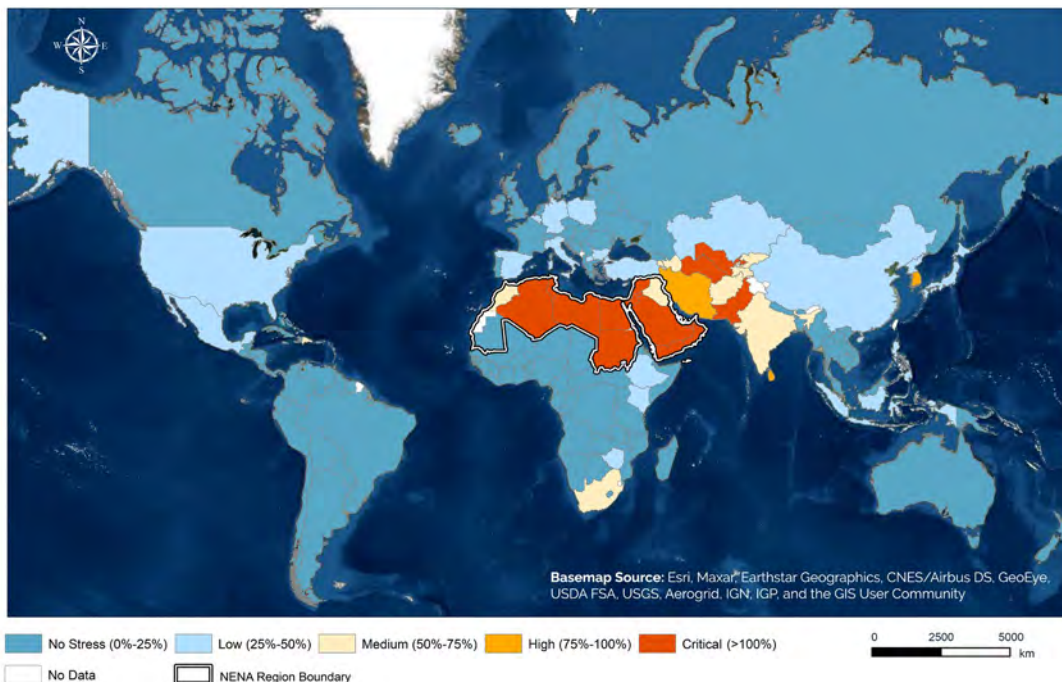 N
W E
S
Basemap Source: Esri, Maxar, Earthstar Geographics, CNES/Airbus DS, GeoEye,
USDA FSA, USGS, Aerogrid, IGN, IGP, and the GIS User Community
No Stress (0%-25%) Low (25%-50%) Medium (50%-75%) High (75%-100%) Critical (>100%)
0 2500 5000
km
No Data NENA Region Boundary